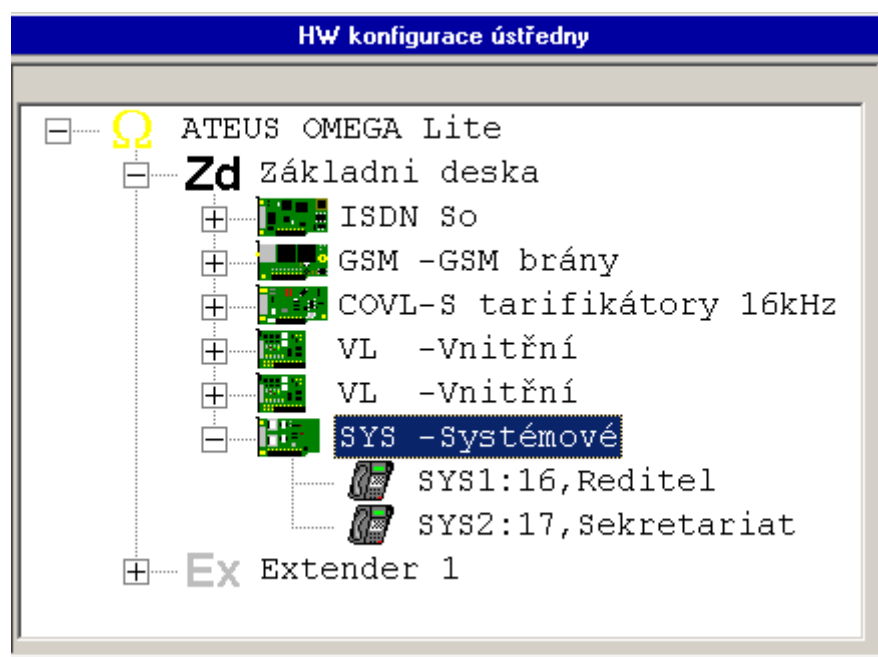 HW konfigurace ústředny
Ω ATEUS OMEGA Lite
Zd Základni deska
ISDN So
GSM -GSM brány
COVL-S tarifikátory 16kHz
VL -Vnitřní
VL -Vnitřní
SYS -Systémové
SYS1:16,Reditel
SYS2:17,Sekretariat
Ex Extender 1